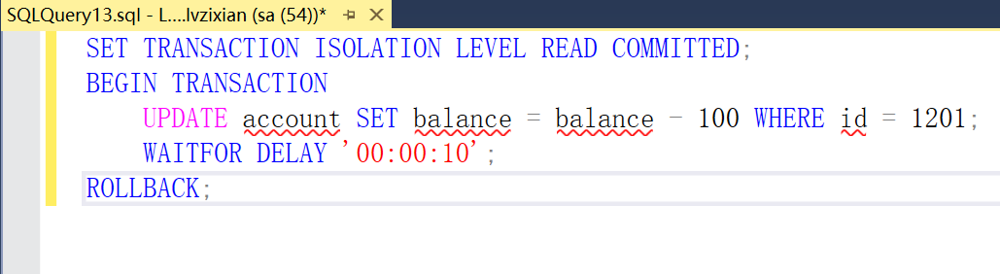 SQLQuery13.sql - L....lvzixian (sa (54))*
SET TRANSACTION ISOLATION LEVEL READ COMMITTED;
BEGIN TRANSACTION
UPDATE account SET balance = balance - 100 WHERE id = 1201;
WAITFOR DELAY '00:00:10';
ROLLBACK;